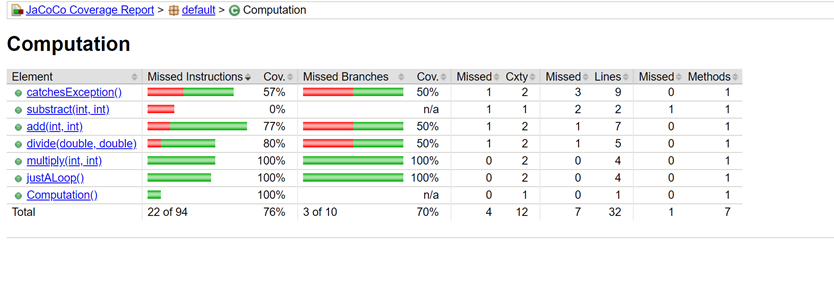 JaCoCo Coverage Report > default > Computation
Computation
Element Missed Instructions Cov. Missed Branches Cov. Missed Cxty Missed Lines Missed Methods
catchesException() 57% 50% 1 2 3 9 0 1
substract(int, int) 0% n/a 1 1 2 2 1 1
add(int, int) 77% 50% 1 2 1 7 0 1
divide(double, double) 80% 50% 1 2 1 5 0 1
multiply(int, int) 100% 100% 0 2 0 4 0 1
justALoop() 100% 100% 0 2 0 4 0 1
Computation() 100% n/a 0 1 0 1 0 1
Total 22 of 94 76% 3 of 10 70% 4 12 7 32 1 7